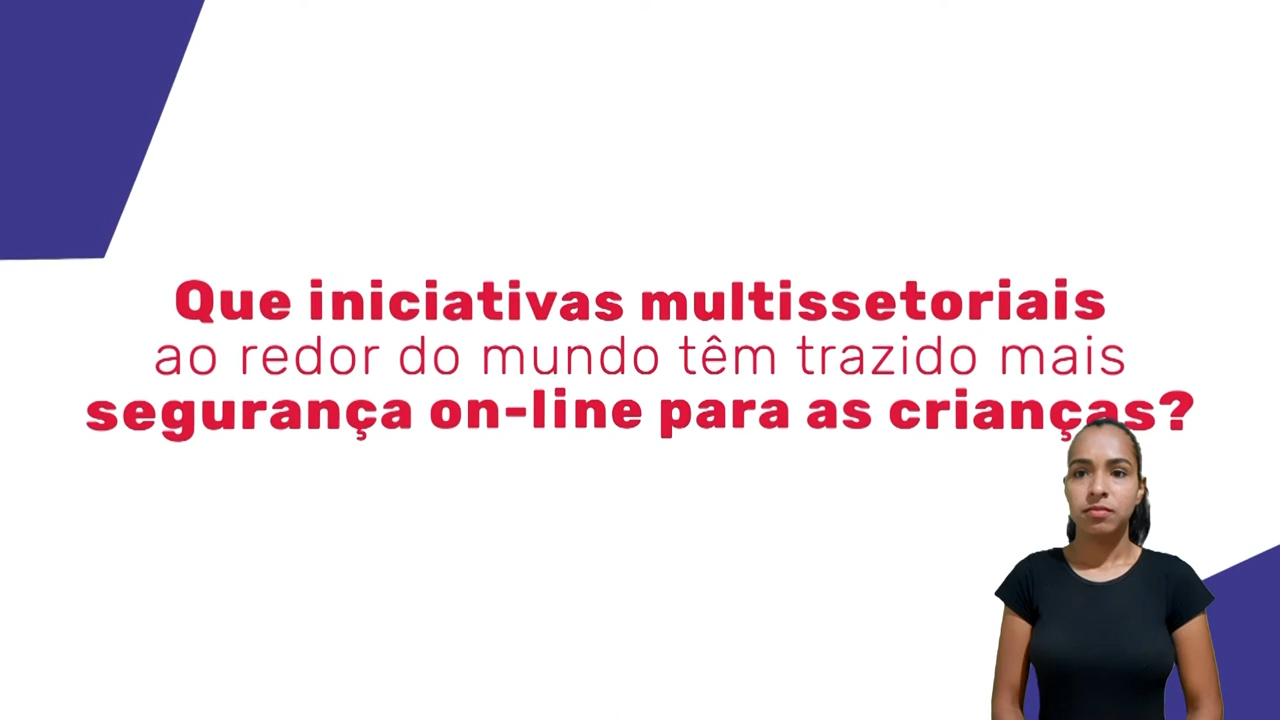 Que iniciativas multissetoriais
ao redor do mundo têm trazido mais
segurança on-line para as crianças?